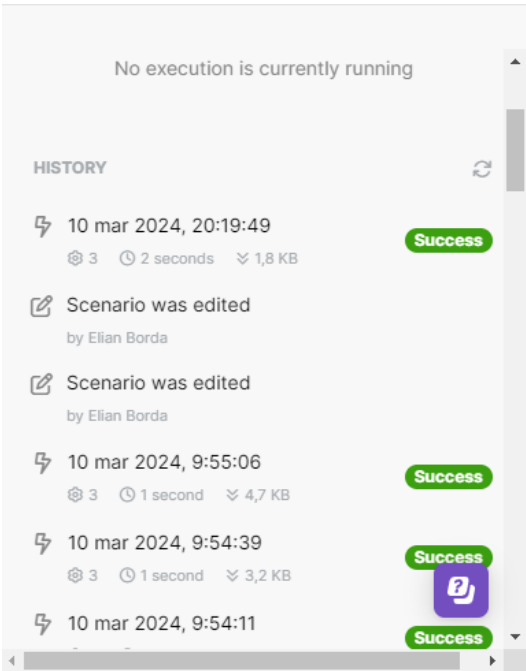 No execution is currently running
HISTORY
10 mar 2024, 20:19:49
Success
3 2 seconds 1,8 KB
Scenario was edited
by Elian Borda
Scenario was edited
by Elian Borda
10 mar 2024, 9:55:06
Success
3 1 second 4,7 KB
10 mar 2024, 9:54:39
Success
3 1 second 3,2 KB
10 mar 2024, 9:54:11
Success